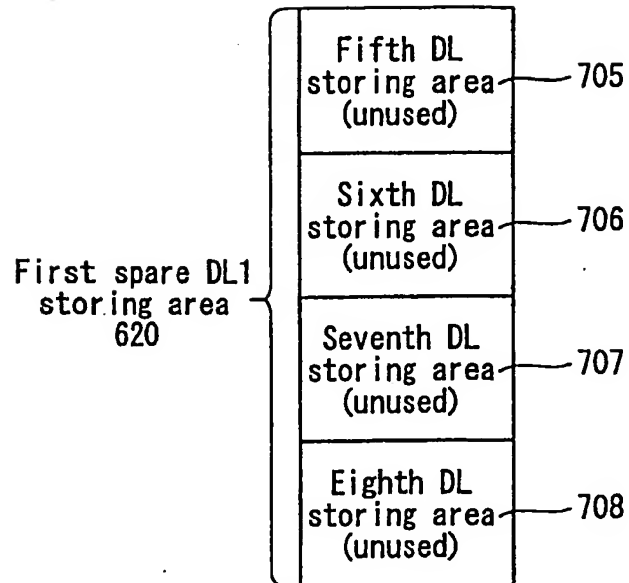 Fifth DL
storing area
(unused)
705
Sixth DL
storing area
(unused)
706
First spare DL1
storing area
620
Seventh DL
storing area
(unused)
707
Eighth DL
storing area
(unused)
708